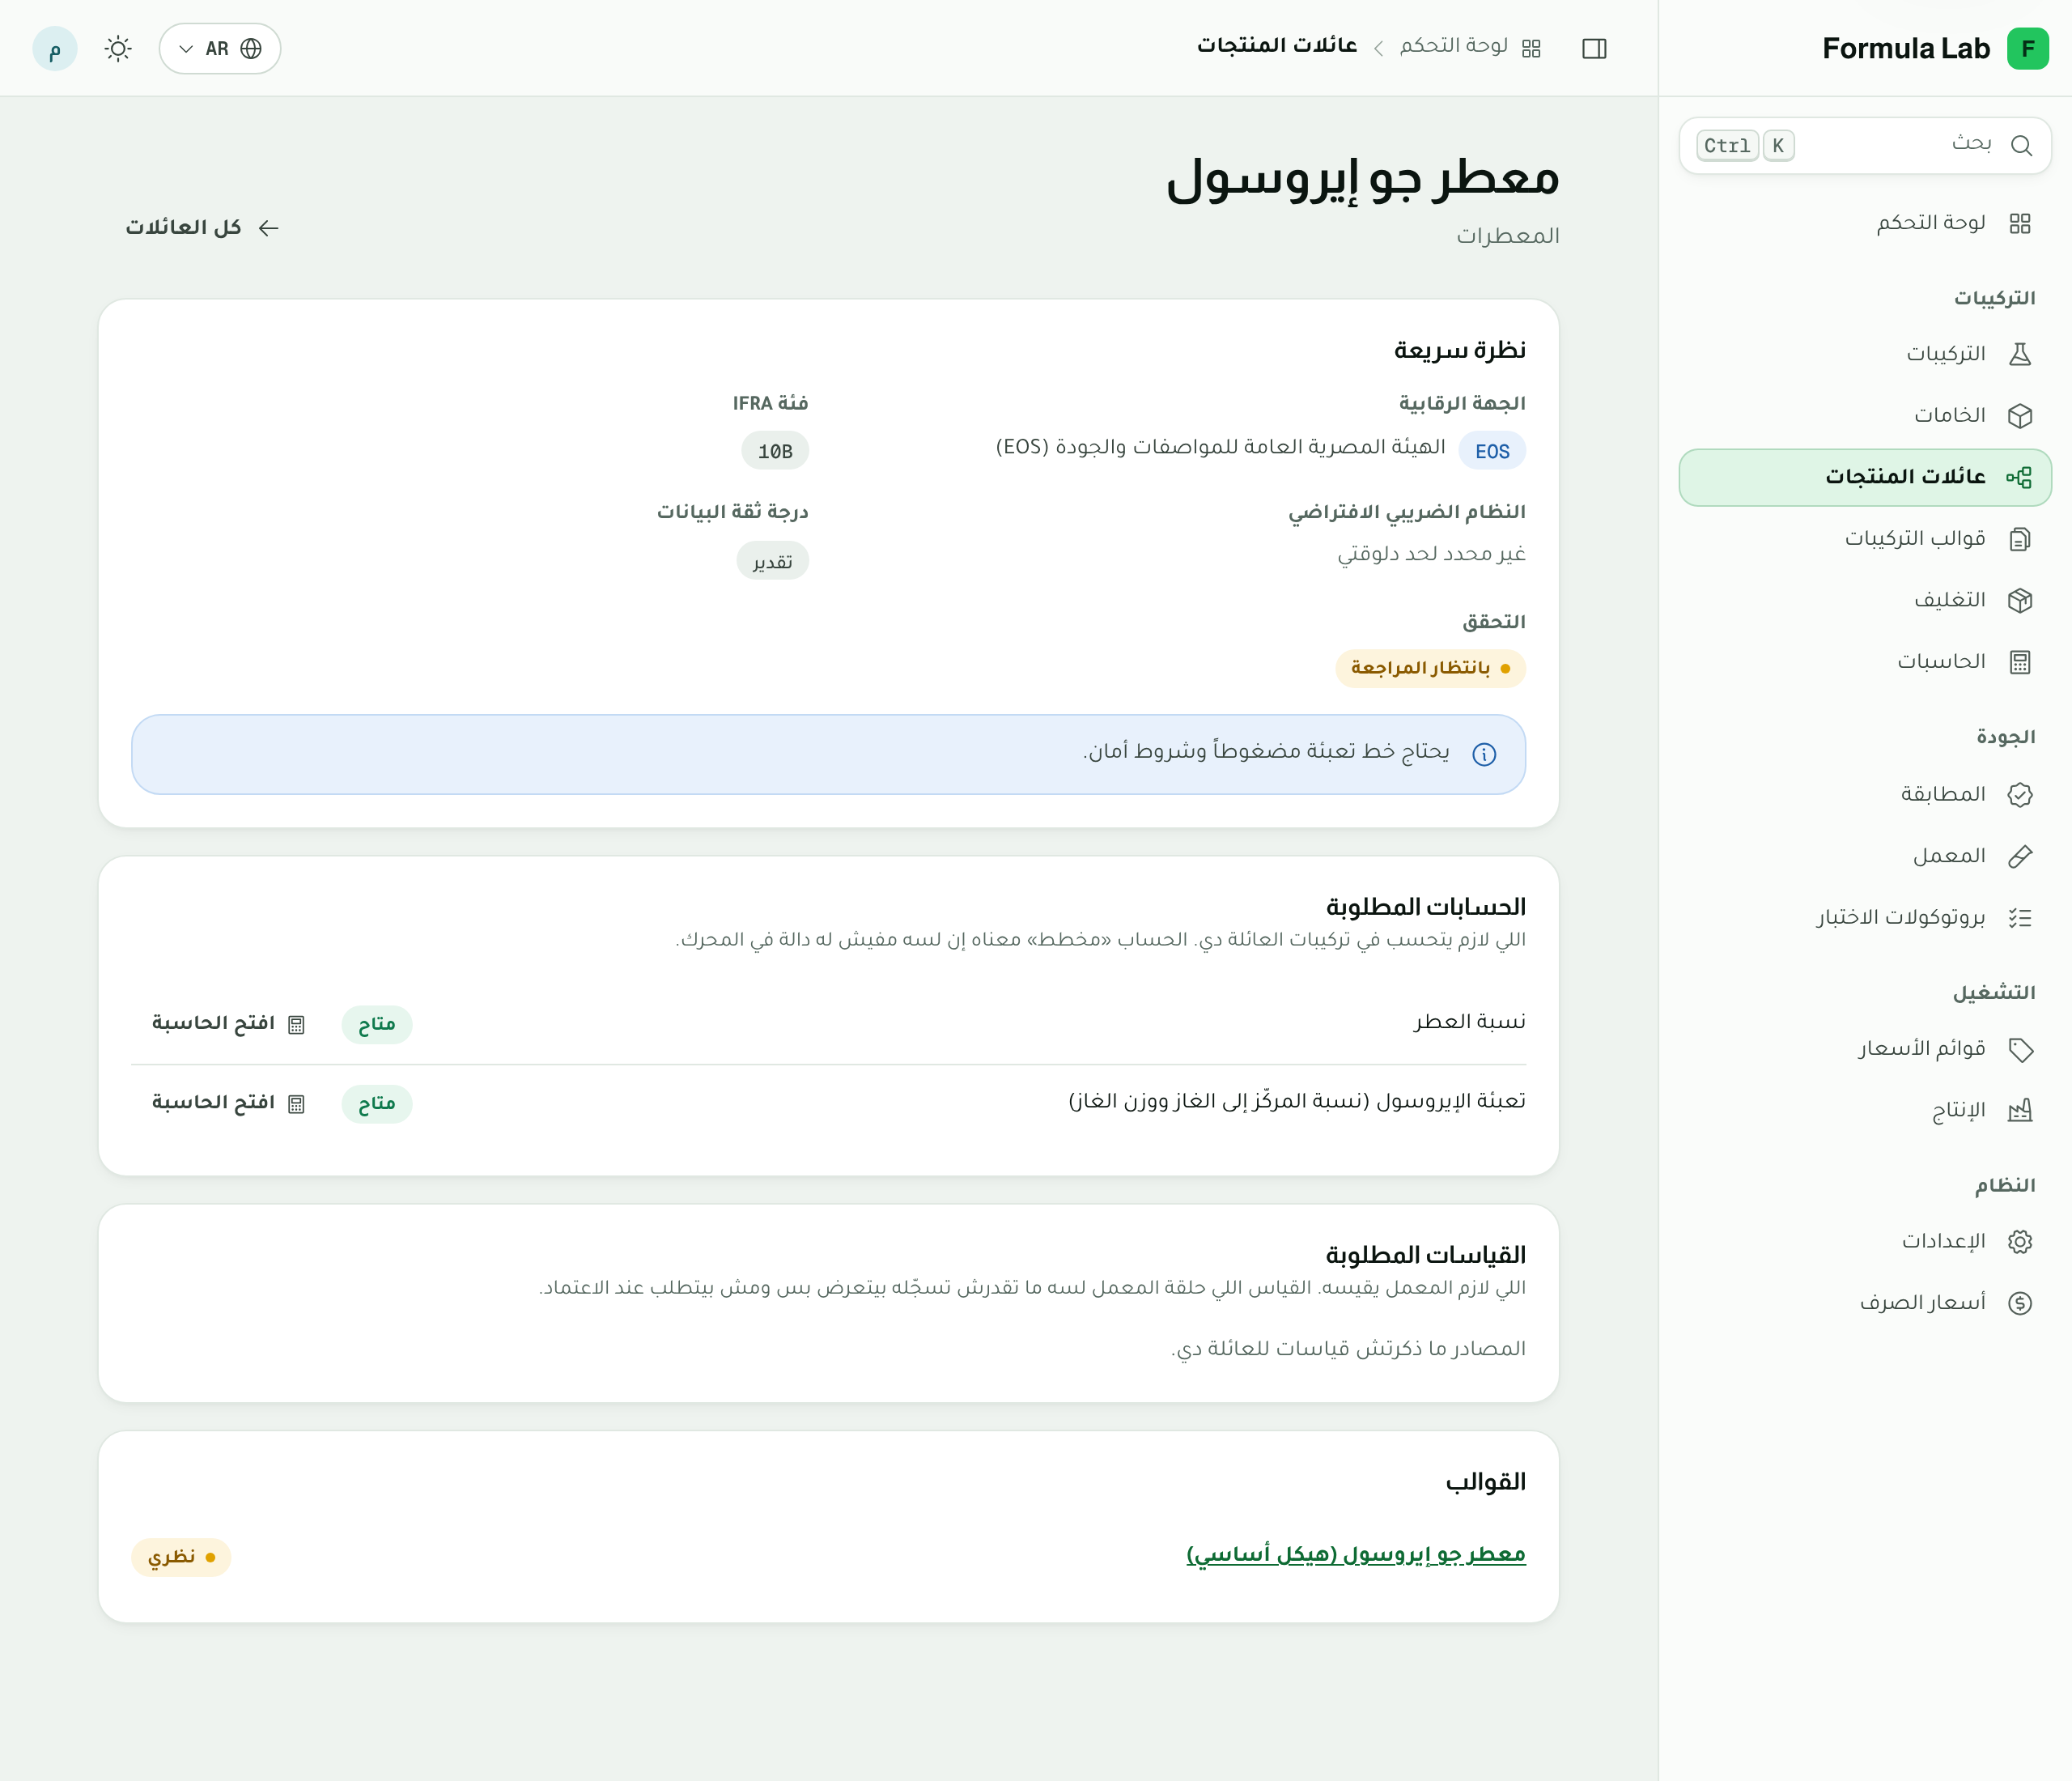 Formula Lab
F
بحث
Ctrl K
لوحة التحكم
التركيبات
التركيبات
الخامات
عائلات المنتجات
قوالب التركيبات
التغليف
الحاسبات
الجودة
المطابقة
المعمل
بروتوكولات الاختبار
التشغيل
قوائم الأسعار
الإنتاج
النظام
الإعدادات
أسعار الصرف
لوحة التحكم
عائلات المنتجات
AR
م
معطر جو إيروسول
المعطرات
كل العائلات
نظرة سريعة
الجهة الرقابية
EOS الهيئة المصرية العامة للمواصفات والجودة (EOS)
فئة IFRA
10B
النظام الضريبي الافتراضي
غير محدد لحد دلوقتي
درجة ثقة البيانات
تقدير
التحقق
بانتظار المراجعة
يحتاج خط تعبئة مضغوطاً وشروط أمان.
الحسابات المطلوبة
اللي لازم يتحسب في تركيبات العائلة دي. الحساب «مخطط» معناه إن لسه مفيش له دالة في المحرك.
نسبة العطر
متاح
افتح الحاسبة
تعبئة الإيروسول (نسبة المركّز إلى الغاز ووزن الغاز)
متاح
افتح الحاسبة
القياسات المطلوبة
اللي لازم المعمل يقيسه. القياس اللي حلقة المعمل لسه ما تقدرش تسجّله بيتعرض بس ومش بيتطلب عند الاعتماد.
المصادر ما ذكرتش قياسات للعائلة دي.
القوالب
معطر جو إيروسول (هيكل أساسي)
نظري